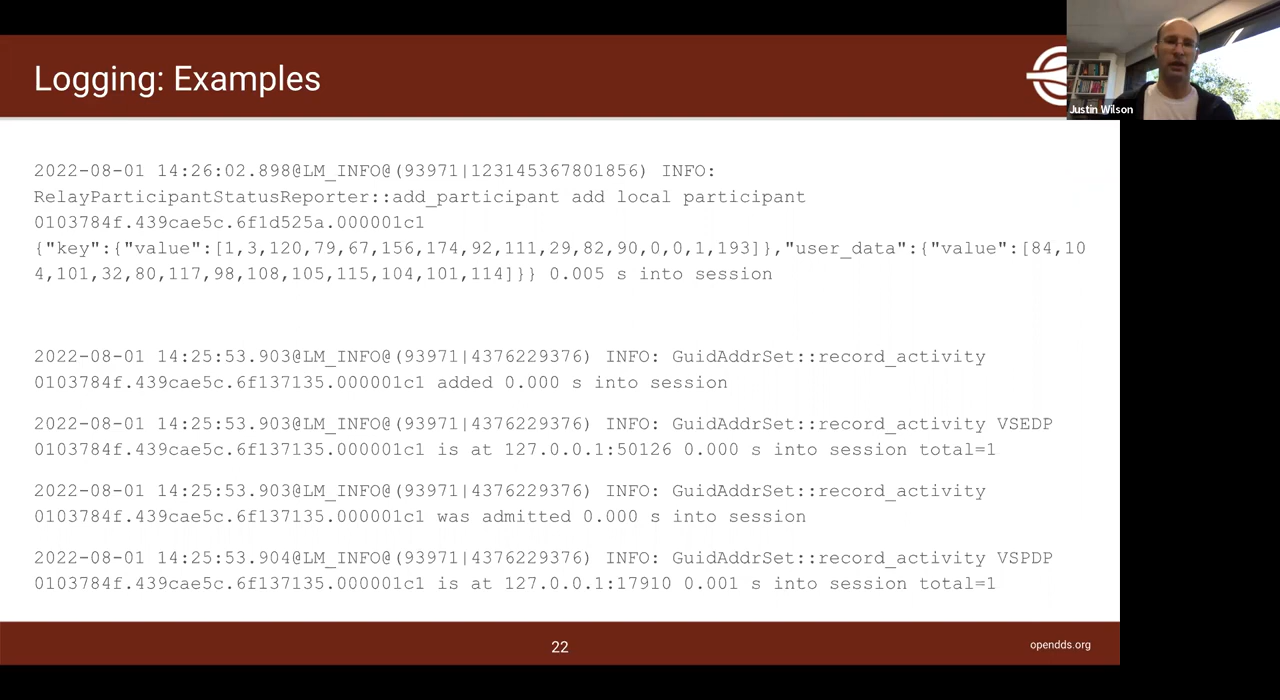 Logging: Examples
Justin Wilson
2022-08-01 14:26:02.898@LM_INFO@(93971|123145367801856) INFO:
RelayParticipantStatusReporter::add_participant add local participant
0103784f.439cae5c.6f1d525a.000001c1
{"key":{"value":[1,3,120,79,67,156,174,92,111,29,82,90,0,0,1,193]},"user_data":{"value":[84,10
4,101,32,80,117,98,108,105,115,104,101,114]}} 0.005 s into session
2022-08-01 14:25:53.903@LM_INFO@(93971|4376229376) INFO: GuidAddrSet::record_activity
0103784f.439cae5c.6f137135.000001c1 added 0.000 s into session
2022-08-01 14:25:53.903@LM_INFO@(93971|4376229376) INFO: GuidAddrSet::record_activity VSEDP
0103784f.439cae5c.6f137135.000001c1 is at 127.0.0.1:50126 0.000 s into session total=1
2022-08-01 14:25:53.903@LM_INFO@(93971|4376229376) INFO: GuidAddrSet::record_activity
0103784f.439cae5c.6f137135.000001c1 was admitted 0.000 s into session
2022-08-01 14:25:53.904@LM_INFO@(93971|4376229376) INFO: GuidAddrSet::record_activity VSPDP
0103784f.439cae5c.6f137135.000001c1 is at 127.0.0.1:17910 0.001 s into session total=1
22
opendds.org